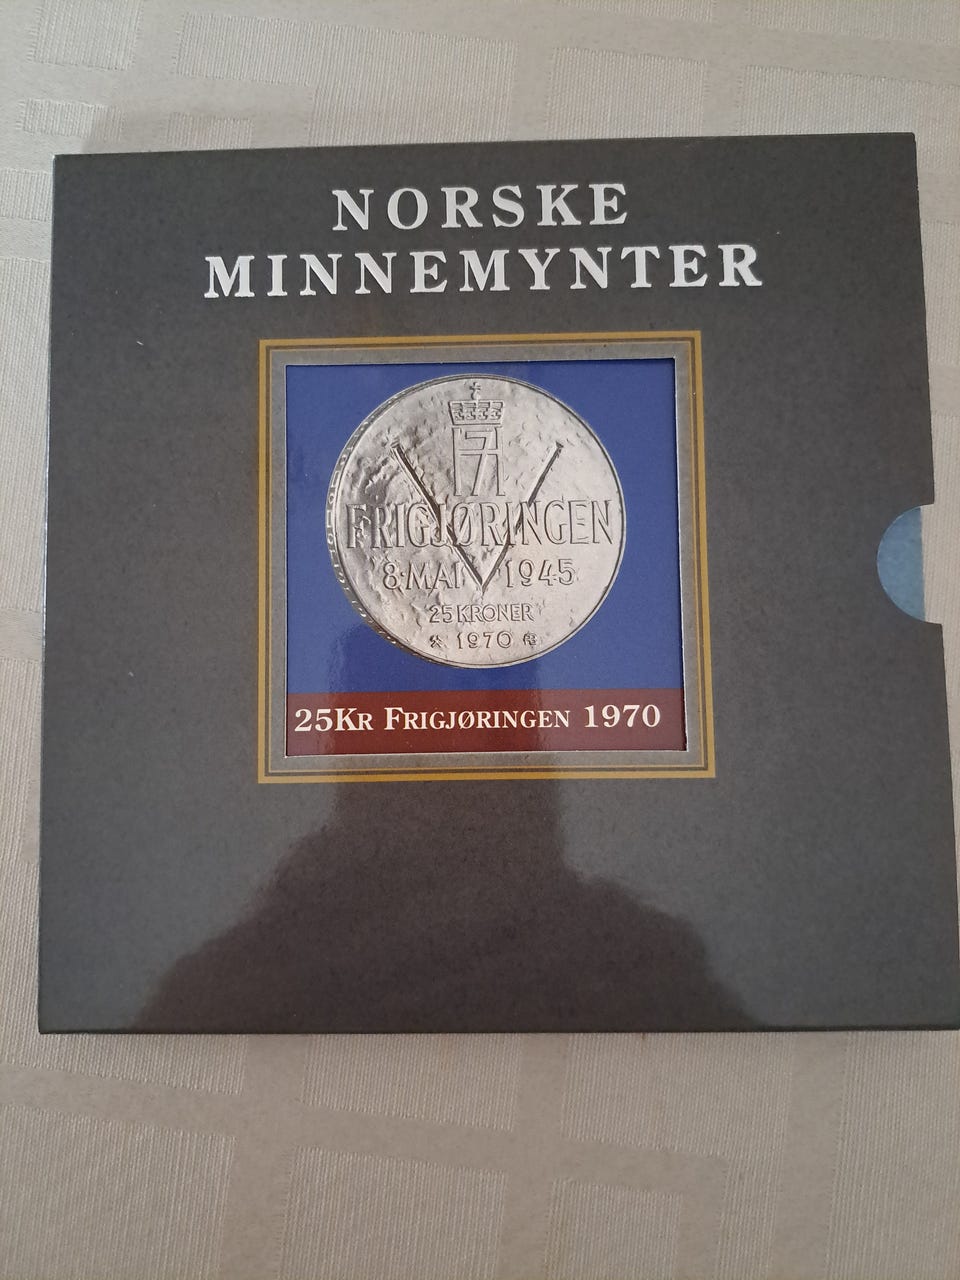 NORSKE
MINNEMYNTER
FRIGJØRINGEN
8·MAI 1945
25 KRONER
1970
25KR FRIGJØRINGEN 1970